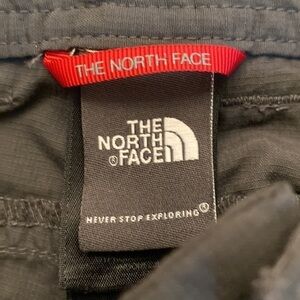 THE NORTH FACE
THE
NORTH
FACE
®
NEVER STOP EXPLORING®